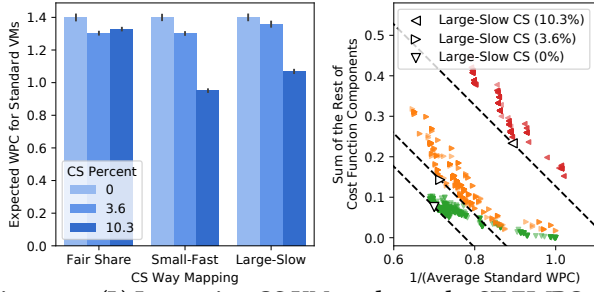 Expected WPC for Standard VMs
1.4
1.2
1.0
0.8
0.6
0.4
0.2
0.0
CS Percent
0
3.6
10.3
Fair Share
Small-Fast
Large-Slow
CS Way Mapping
Sum of the Rest of
Cost Function Components
0.5
0.4
0.3
0.2
0.1
0.0
Large-Slow CS (10.3%)
Large-Slow CS (3.6%)
Large-Slow CS (0%)
0.6
0.8
1.0
1/(Average Standard WPC)